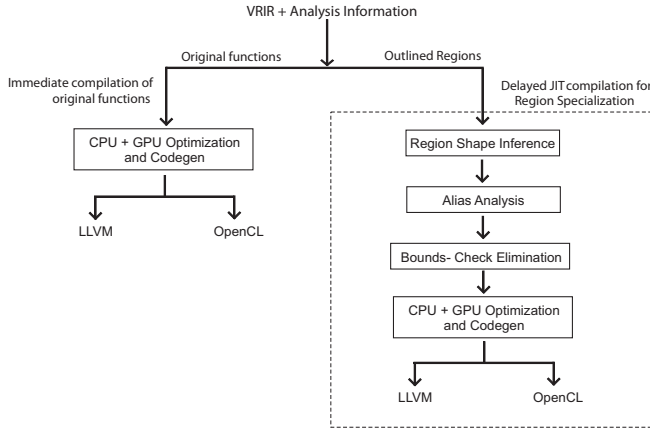 VRIR + Analysis Information
Original functions
Outlined Regions
Immediate compilation of
original functions
Delayed JIT compilation for
Region Specialization
CPU + GPU Optimization
and Codegen
LLVM
OpenCL
Region Shape Inference
Alias Analysis
Bounds- Check Elimination
CPU + GPU Optimization
and Codegen
LLVM
OpenCL